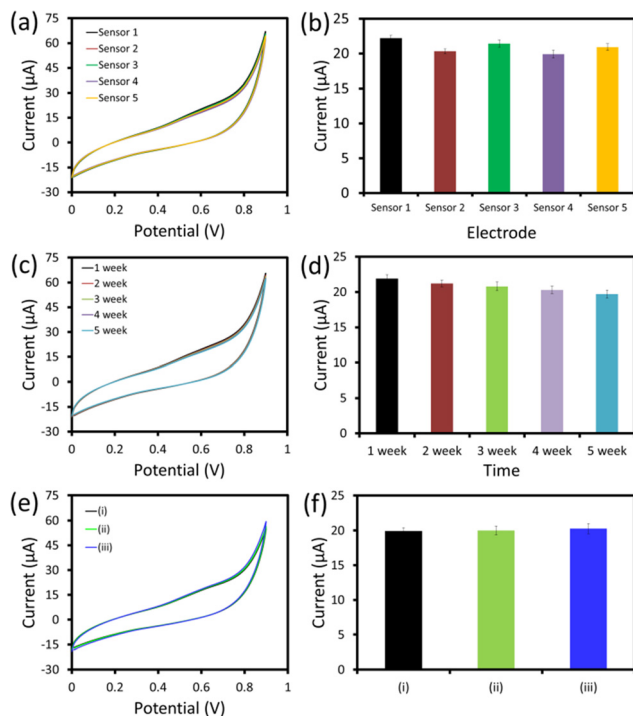 (a)
75
60
45
30
15
0
-15
-30
Current (µA)
Sensor 1
Sensor 2
Sensor 3
Sensor 4
Sensor 5
0 0.2 0.4 0.6 0.8 1
Potential (V)
(b)
25
20
15
10
5
0
Current (µA)
Sensor 1 Sensor 2 Sensor 3 Sensor 4 Sensor 5
Electrode
(c)
75
60
45
30
15
0
-15
-30
Current (µA)
1 week
2 week
3 week
4 week
5 week
0 0.2 0.4 0.6 0.8 1
Potential (V)
(d)
25
20
15
10
5
0
Current (µA)
1 week 2 week 3 week 4 week 5 week
Time
(e)
75
60
45
30
15
0
-15
-30
Current (µA)
(i)
(ii)
(iii)
0 0.2 0.4 0.6 0.8 1
Potential (V)
(f)
25
20
15
10
5
0
Current (µA)
(i) (ii) (iii)